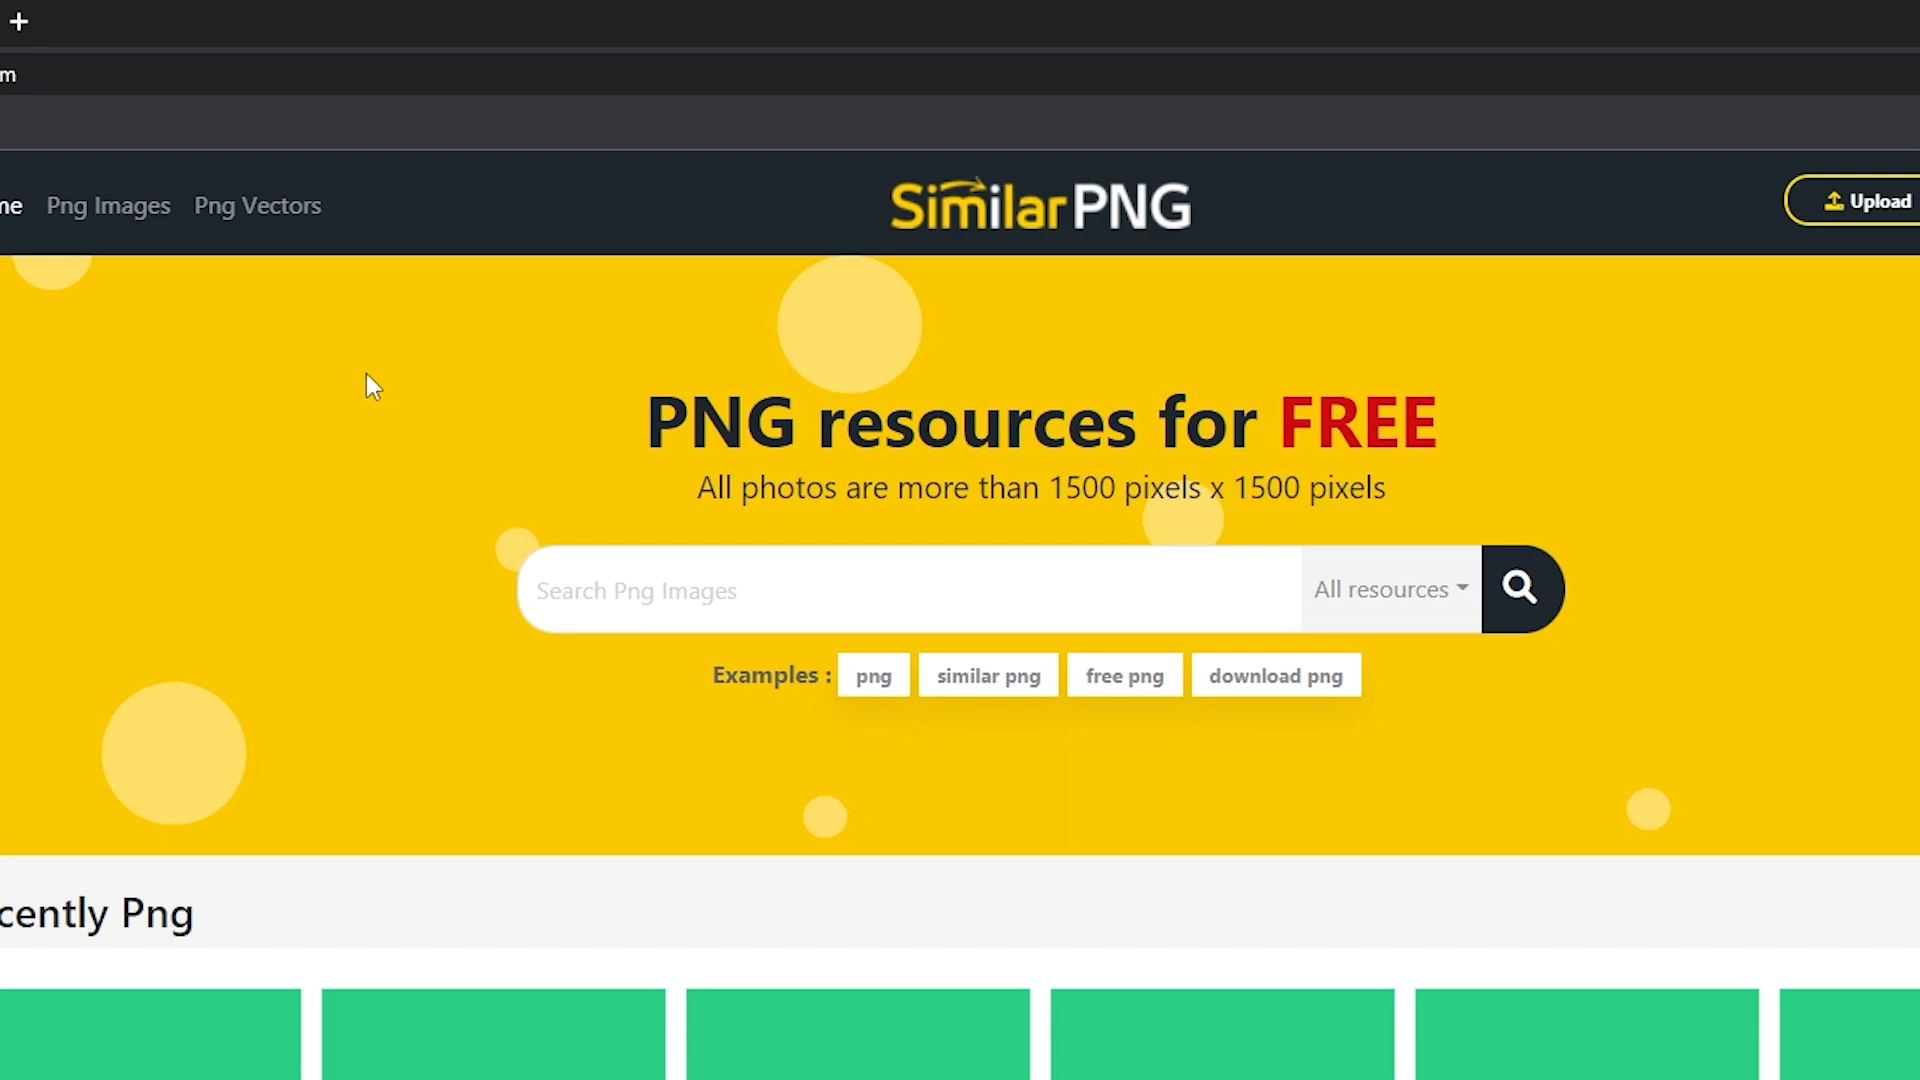 +
m
me Png Images Png Vectors
SimilarPNG
Upload
PNG resources for FREE
All photos are more than 1500 pixels x 1500 pixels
Search Png Images
All resources
Examples : png similar png free png download png
cently Png